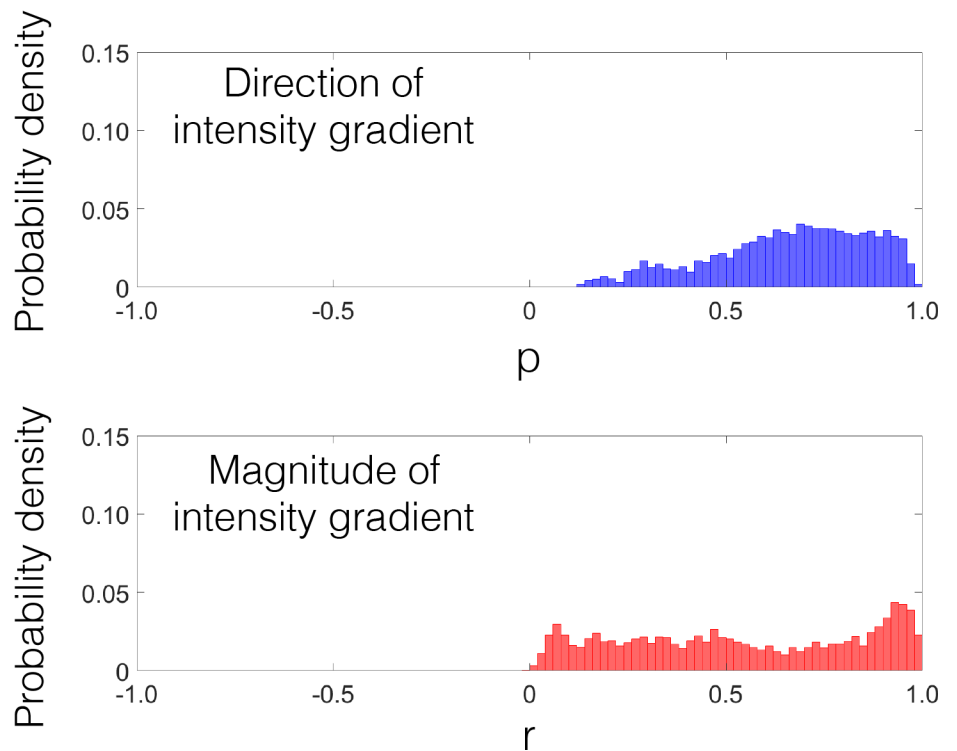 Probability density
0.15
0.10
0.05
0
Direction of
intensity gradient
-1.0
-0.5
0
0.5
1.0
p
Probability density
0.15
0.10
0.05
0
Magnitude of
intensity gradient
-1.0
-0.5
0
0.5
1.0
r